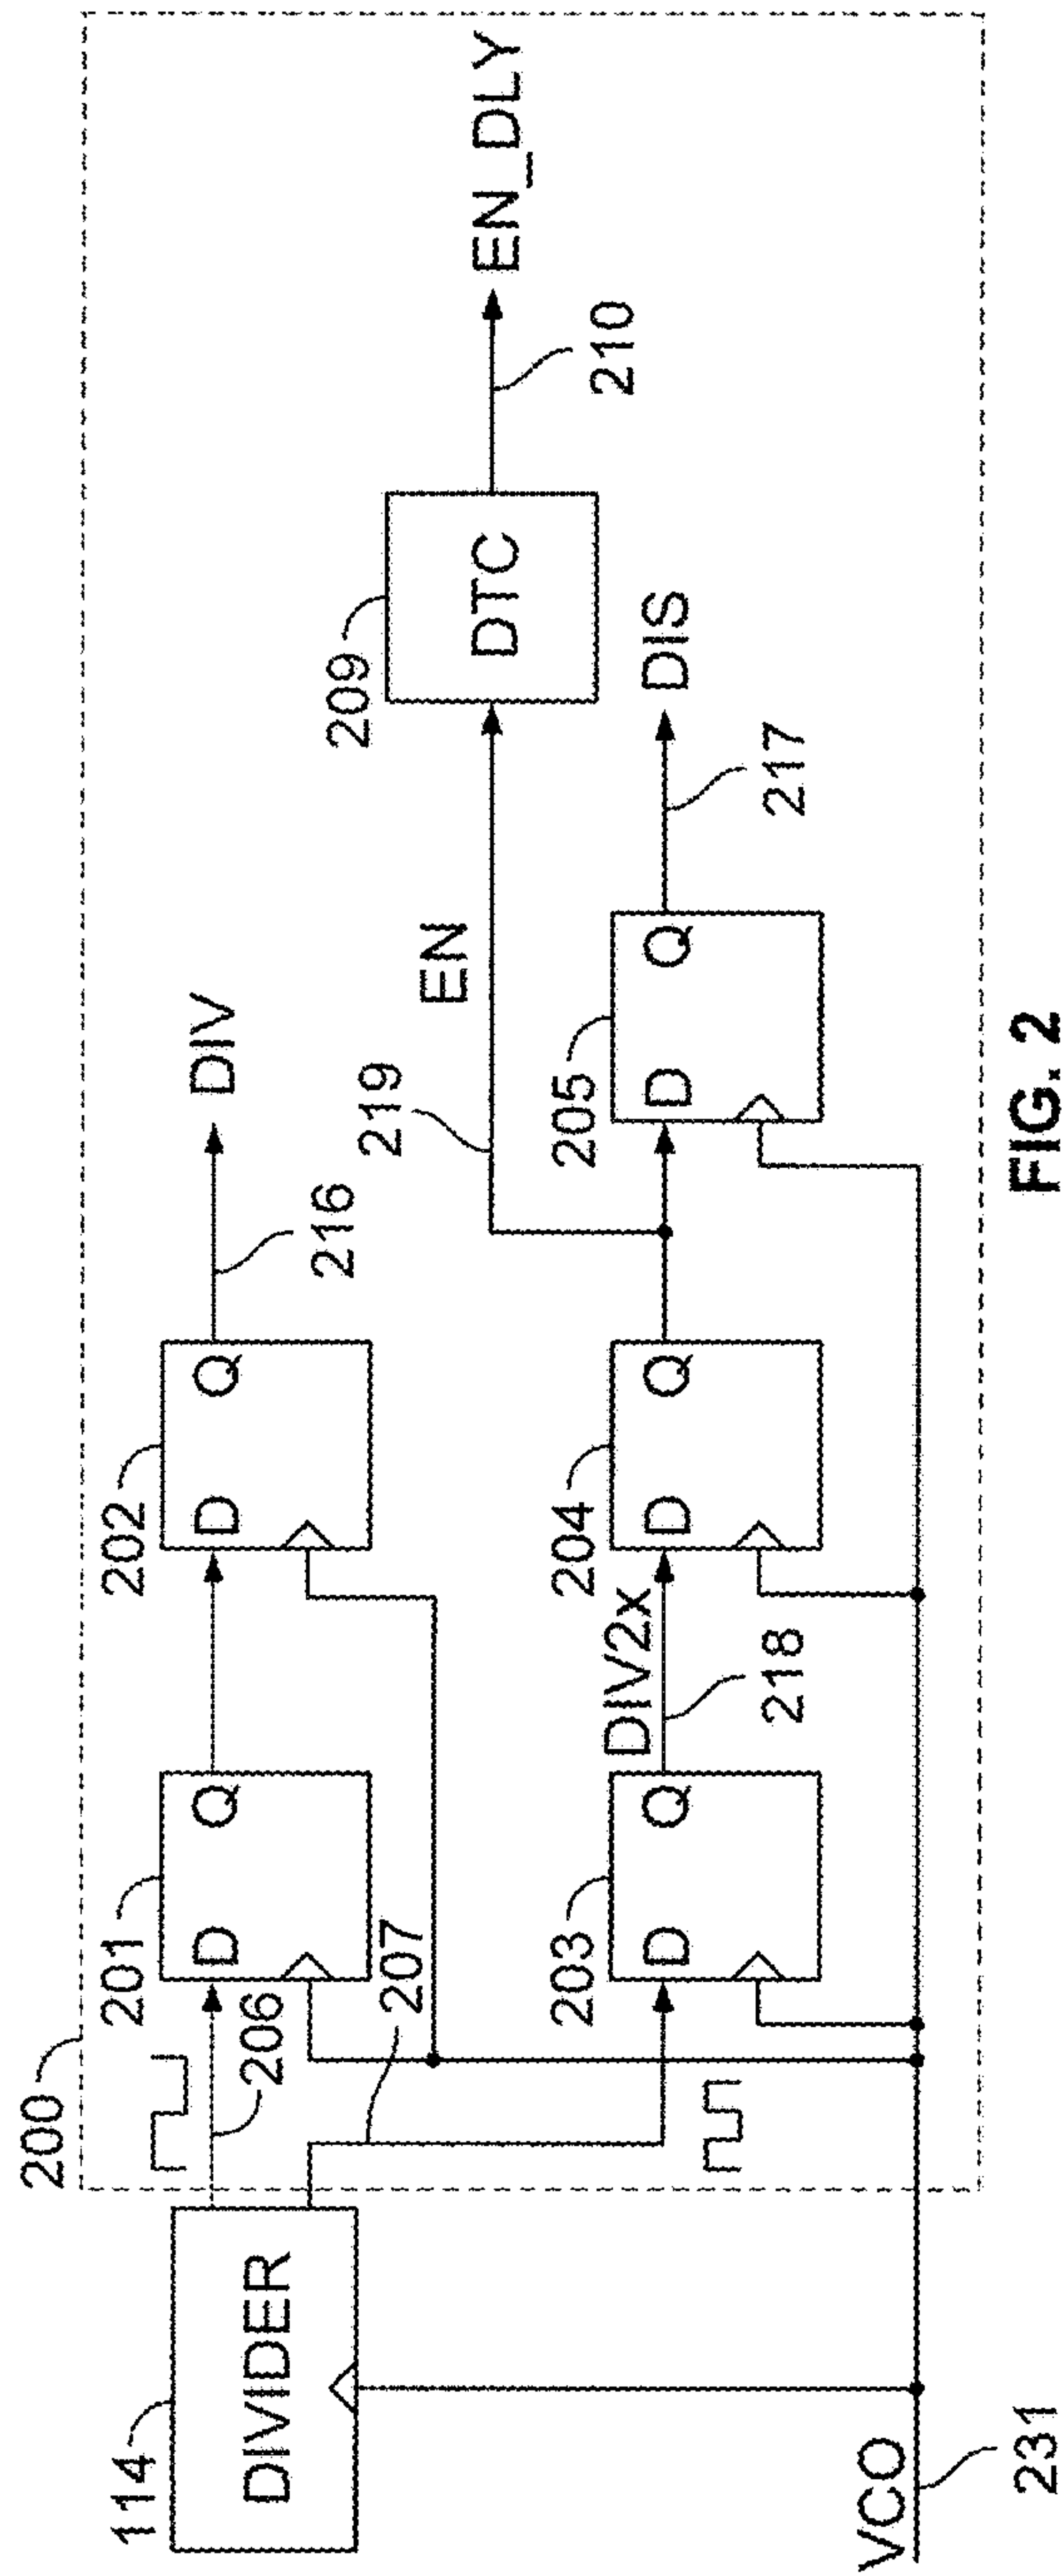 200
114
DIVIDER
206
207
201
D Q
202
D Q
216
DIV
219
EN
209
DTC
210
EN_DLY
203
D Q
DIV2x
218
204
D Q
205
D Q
217
DIS
VCO
231
FIG. 2